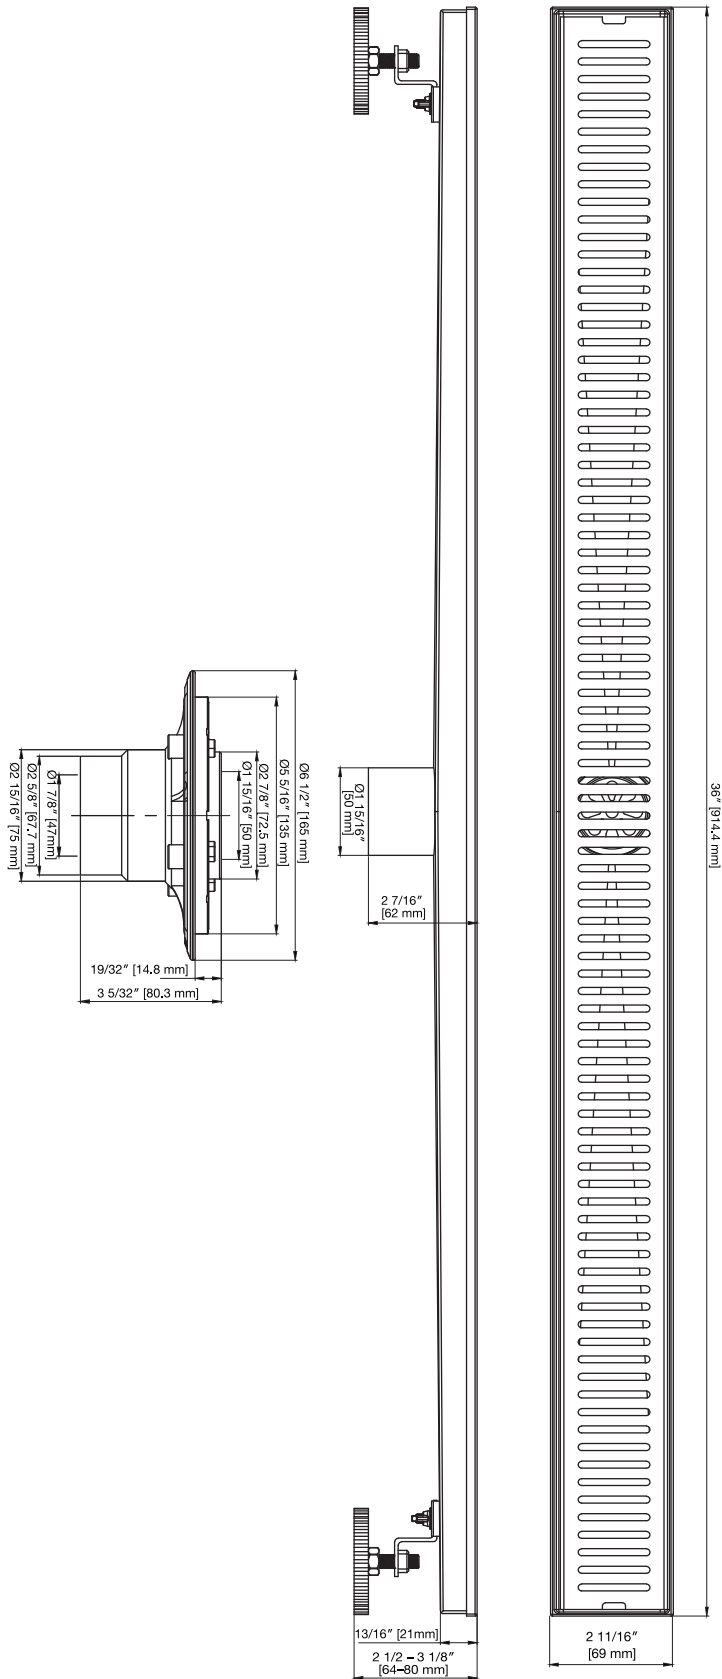 36″ [914.4 mm]
Ø6 1/2″ [165 mm]
Ø5 5/16″ [135 mm]
Ø2 7/8″ [72.5 mm]
Ø1 15/16″ [50 mm]
Ø1 7/8″ [47mm]
Ø2 5/8″ [67.7 mm]
Ø2 15/16″ [75 mm]
19/32″ [14.8 mm]
3 5/32″ [80.3 mm]
Ø1 15/16″
[50 mm]
2 7/16″
[62 mm]
13/16″ [21mm]
2 1/2 – 3 1/8″
[64–80 mm]
2 11/16″
[69 mm]